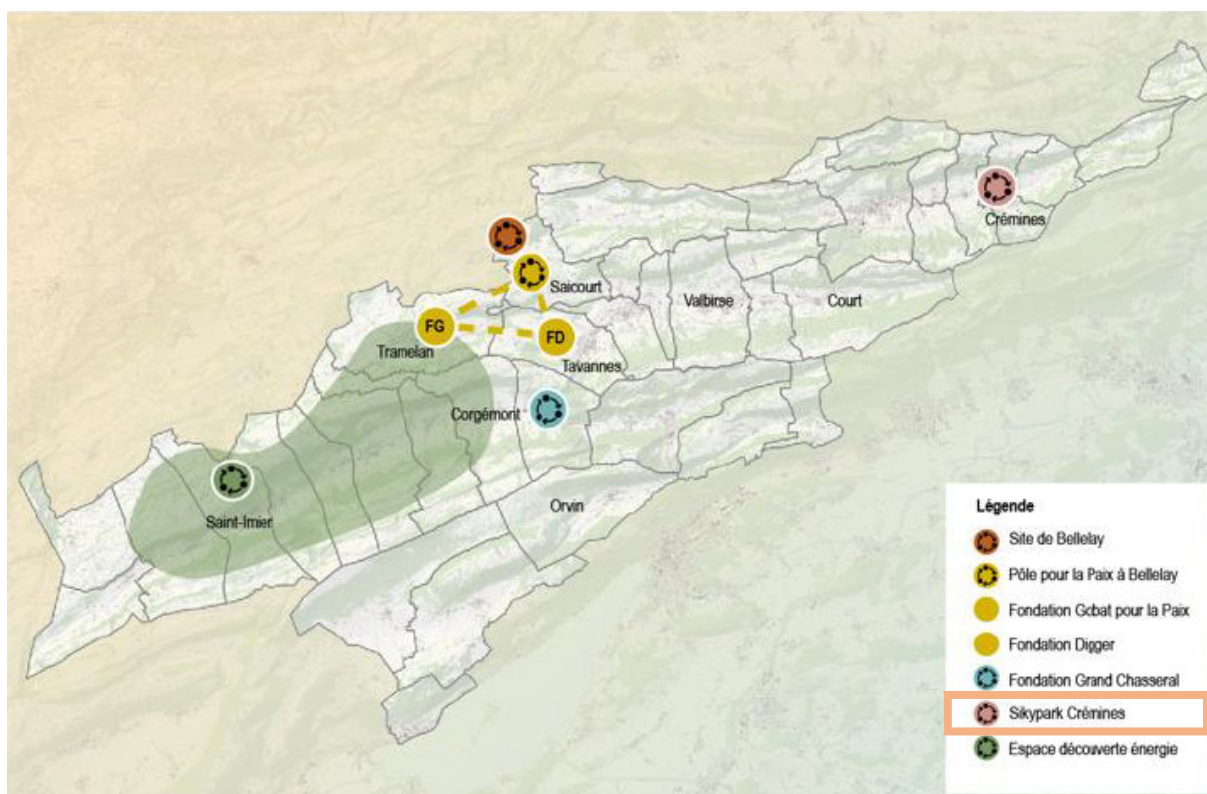 Crémines
Saicourt
Valbirse
Court
FG
FD
Tramelan
Tavannes
Corgémont
Saint-Imier
Orvin
Légende
Site de Bellelay
Pôle pour la Paix à Bellelay
Fondation Gobat pour la Paix
Fondation Digger
Fondation Grand Chasseral
Sikypark Crémines
Espace découverte énergie